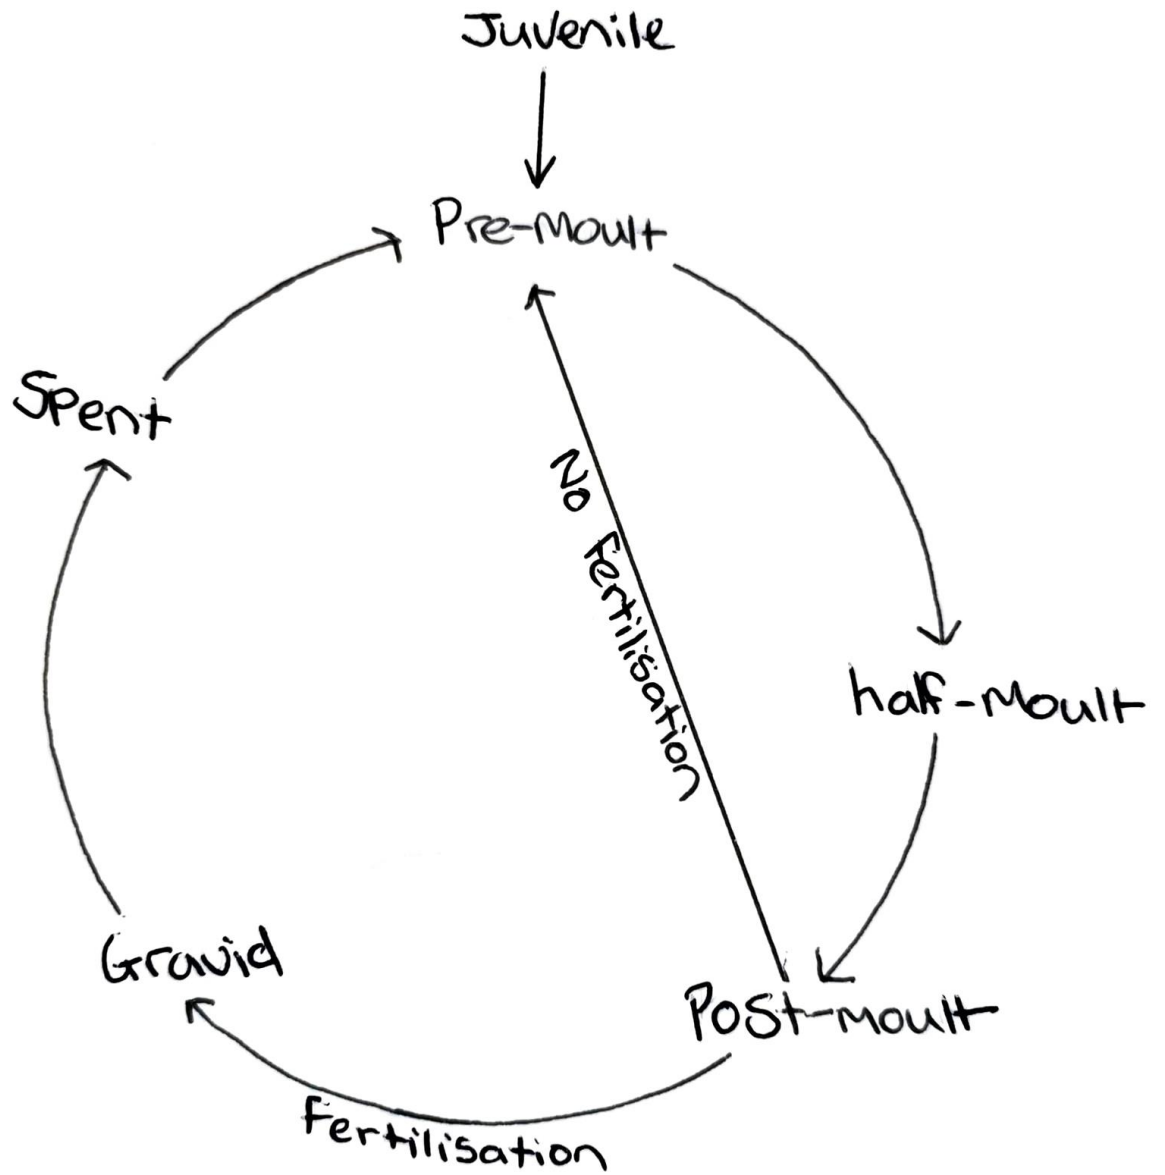 Juvenile
Pre-moult
Spent
No Fertilisation
half-moult
Gravid
Post-moult
Fertilisation